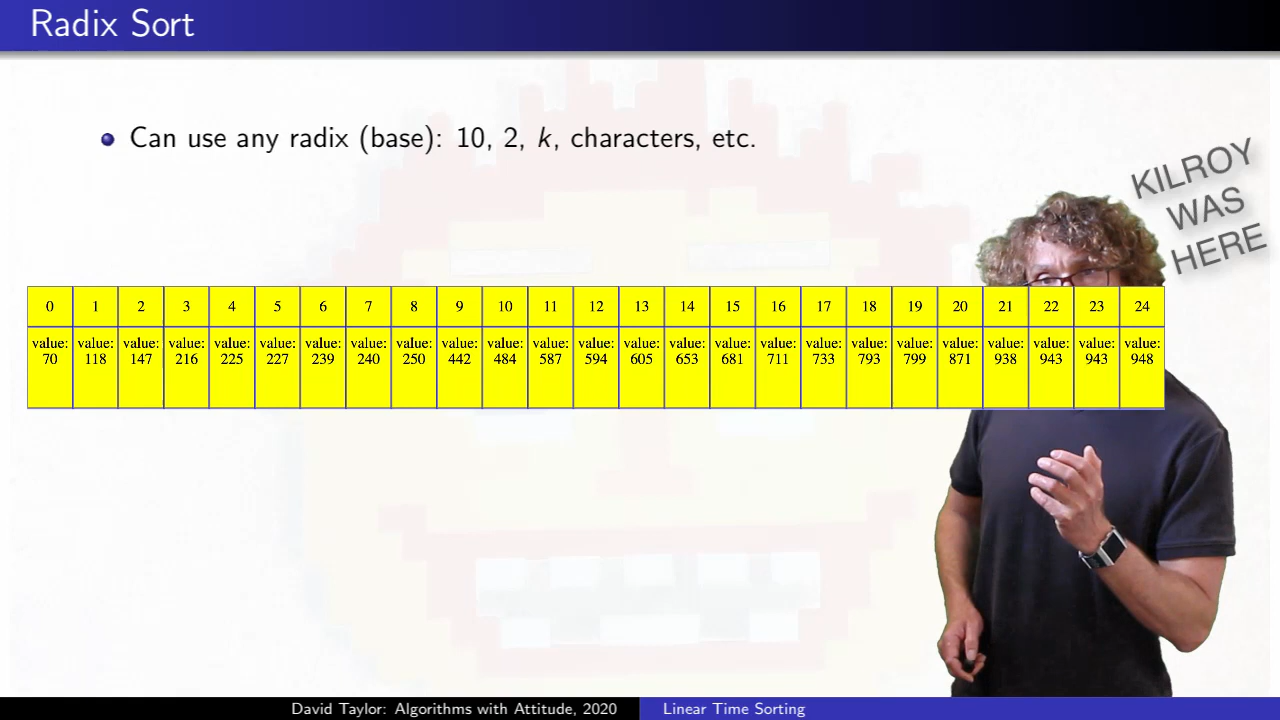 Radix Sort
Can use any radix (base): 10, 2, k, characters, etc.
KILROY
WAS
HERE
0 1 2 3 4 5 6 7 8 9 10 11 12 13 14 15 16 17 18 19 20 21 22 23 24
value: value: value: value: value: value: value: value: value: value: value: value: value: value: value: value: value: value: value: value: value: value: value: value: value:
70 118 147 216 225 227 239 240 250 442 484 587 594 605 653 681 711 733 793 799 871 938 943 943 948
David Taylor: Algorithms with Attitude, 2020 Linear Time Sorting